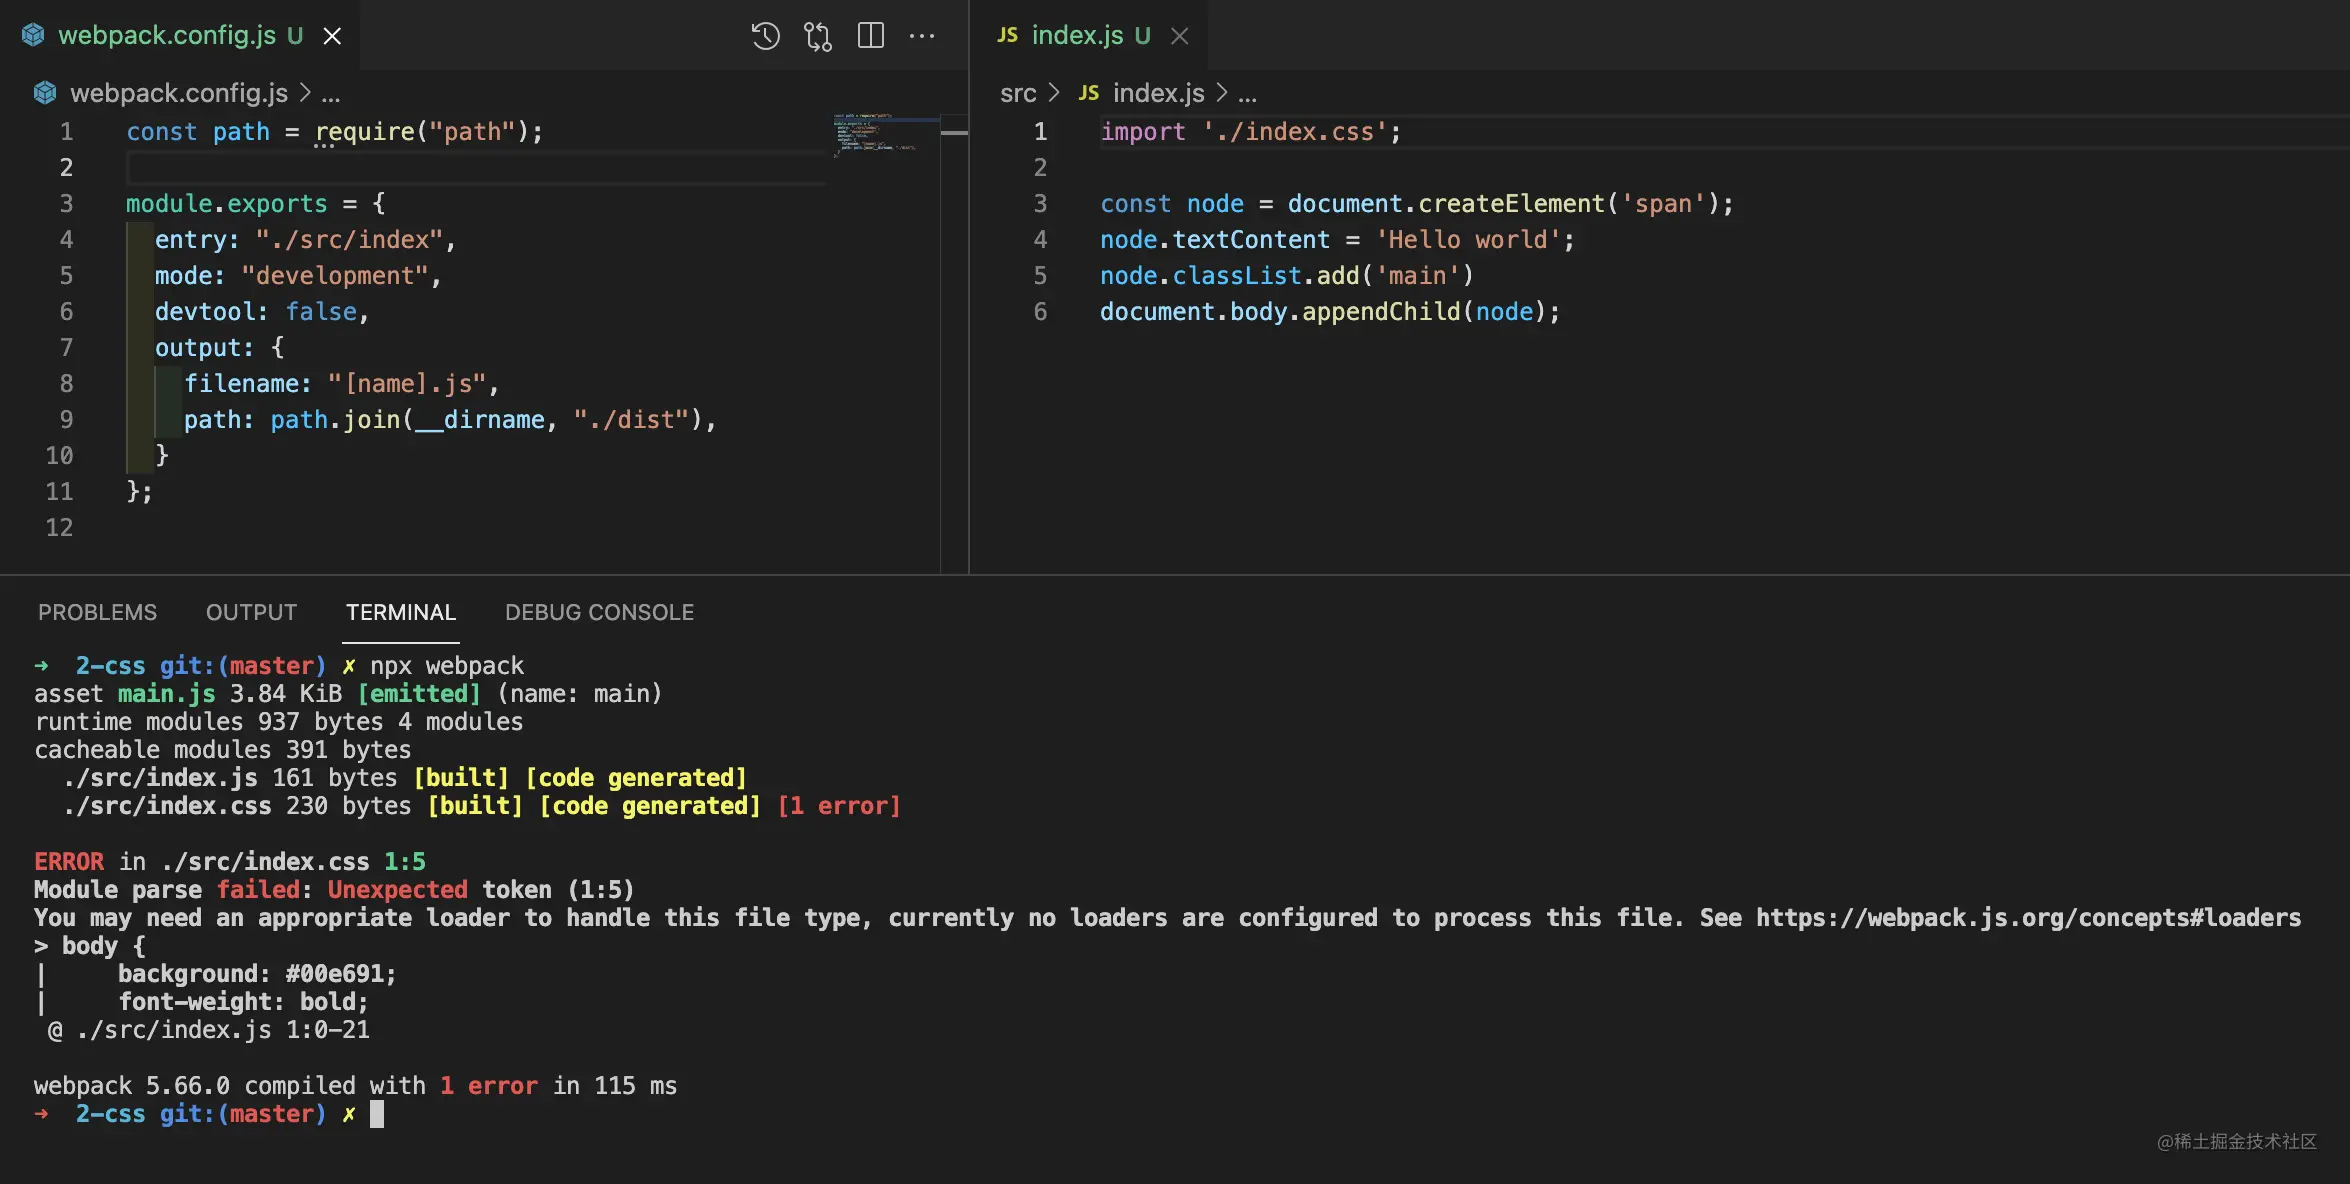 webpack.config.js U
webpack.config.js > ...
1 const path = require("path");
2
3 module.exports = {
4   entry: "./src/index",
5   mode: "development",
6   devtool: false,
7   output: {
8     filename: "[name].js",
9     path: path.join(__dirname, "./dist"),
10   }
11 };
12
JS index.js U
src > JS index.js > ...
1 import './index.css';
2
3 const node = document.createElement('span');
4 node.textContent = 'Hello world';
5 node.classList.add('main')
6 document.body.appendChild(node);
PROBLEMS OUTPUT TERMINAL DEBUG CONSOLE
➜  2-css git:(master) ✗ npx webpack
asset main.js 3.84 KiB [emitted] (name: main)
runtime modules 937 bytes 4 modules
cacheable modules 391 bytes
  ./src/index.js 161 bytes [built] [code generated]
  ./src/index.css 230 bytes [built] [code generated] [1 error]
ERROR in ./src/index.css 1:5
Module parse failed: Unexpected token (1:5)
You may need an appropriate loader to handle this file type, currently no loaders are configured to process this file. See https://webpack.js.org/concepts#loaders
> body {
|     background: #00e691;
|     font-weight: bold;
 @ ./src/index.js 1:0-21
webpack 5.66.0 compiled with 1 error in 115 ms
➜  2-css git:(master) ✗
@稀土掘金技术社区